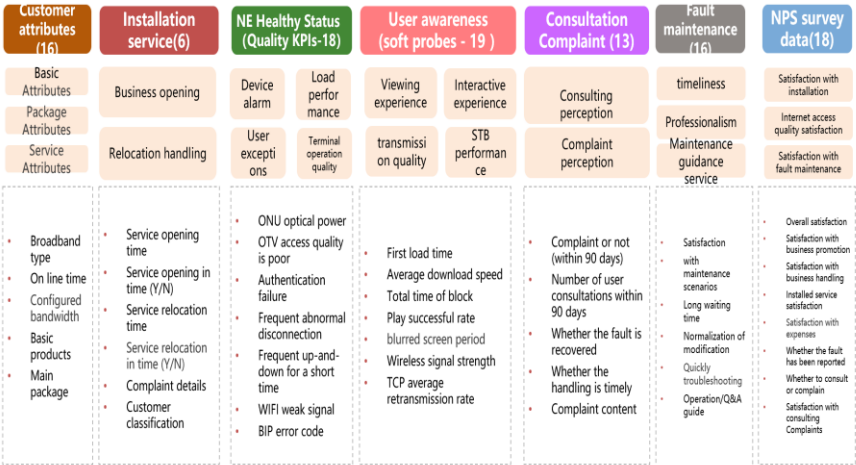 Customer
attributes
(16)
Basic
Attributes
Package
Attributes
Service
Attributes
• Broadband
type
• On line time
• Configured
bandwidth
• Basic
products
• Main
package
Installation
service(6)
Business opening
Relocation handling
• Service opening
time
• Service opening in
time (Y/N)
• Service relocation
time
• Service relocation
in time (Y/N)
• Complaint details
• Customer
classification
NE Healthy Status
(Quality KPIs-18)
Device
alarm
Load
perfor
mance
User
excepti
ons
Terminal
operation
quality
• ONU optical power
• OTV access quality
is poor
• Authentication
failure
• Frequent abnormal
disconnection
• Frequent up-and-
down for a short
time
• WIFI weak signal
• BIP error code
User awareness
(soft probes - 19 )
Viewing
experience
Interactive
experience
transmissi
on quality
STB
performan
ce
• First load time
• Average download speed
• Total time of block
• Play successful rate
• blurred screen period
• Wireless signal strength
• TCP average
retransmission rate
Consultation
Complaint (13)
Consulting
perception
Complaint
perception
• Complaint or not
(within 90 days)
• Number of user
consultations within
90 days
• Whether the fault is
recovered
• Whether the
handling is timely
• Complaint content
Fault
maintenance
(16)
timeliness
Professionalism
Maintenance
guidance
service
• Satisfaction
• with
maintenance
scenarios
• Long waiting
time
• Normalization of
modification
• Quickly
troubleshooting
• Operation/Q&A
guide
NPS survey
data(18)
Satisfaction with
installation
Internet access
quality satisfaction
Satisfaction with
fault maintenance
• Overall satisfaction
• Satisfaction with
business promotion
• Satisfaction with
business handling
• Installed service
satisfaction
• Satisfaction with
expenses
• Whether the fault
has been reported
• Whether to consult
or complain
• Satisfaction with
consulting
Complaints